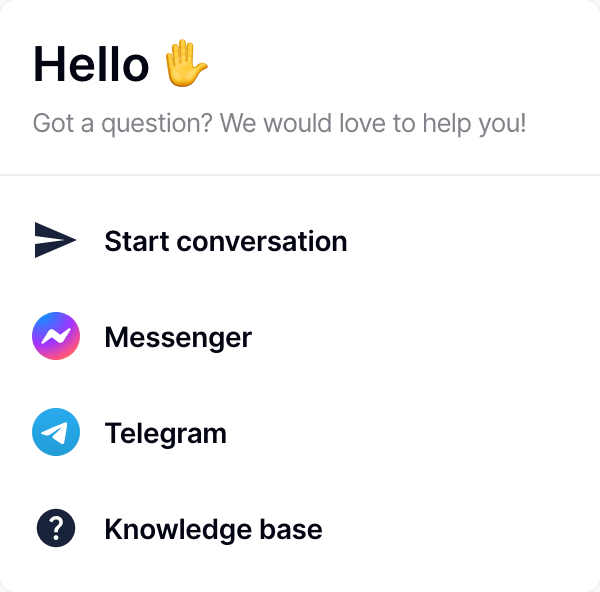 Hello ✋
Got a question? We would love to help you!
Start conversation
Messenger
Telegram
? Knowledge base